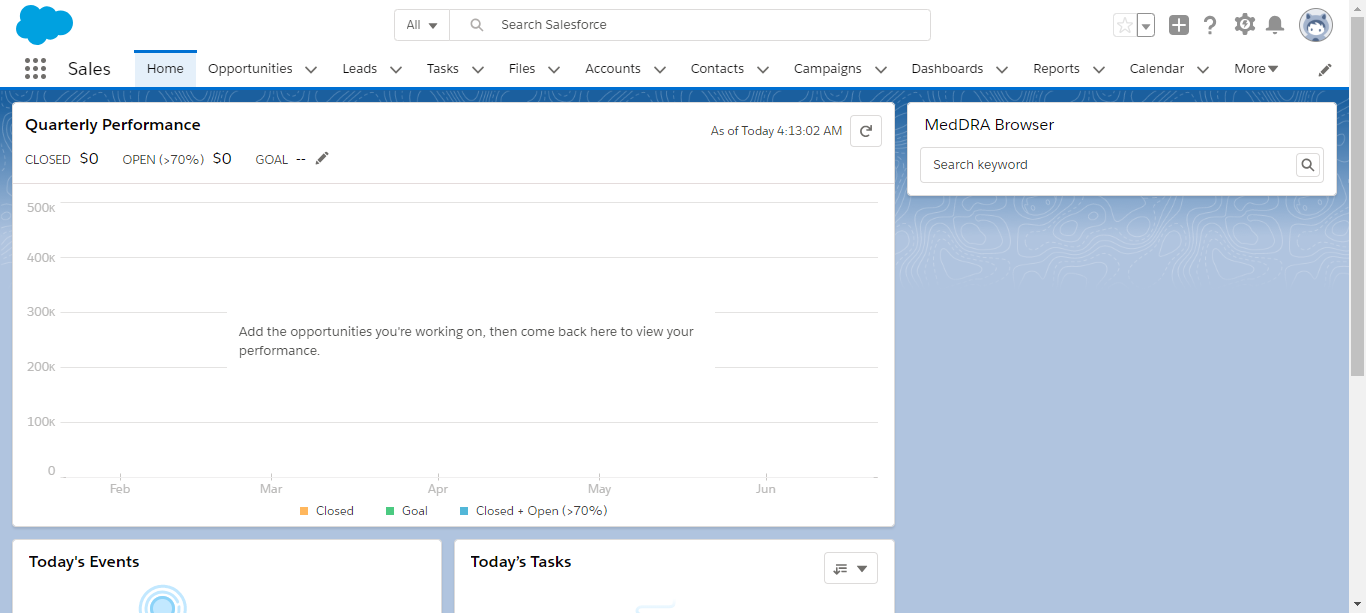 All
Search Salesforce
Sales
Home
Opportunities
Leads
Tasks
Files
Accounts
Contacts
Campaigns
Dashboards
Reports
Calendar
More
Quarterly Performance
As of Today 4:13:02 AM
CLOSED $0 OPEN (>70%) $0 GOAL --
500K
400K
300K
200K
100K
0
Add the opportunities you're working on, then come back here to view your
performance.
Feb
Mar
Apr
May
Jun
Closed
Goal
Closed + Open (>70%)
MedDRA Browser
Search keyword
Today's Events
Today’s Tasks